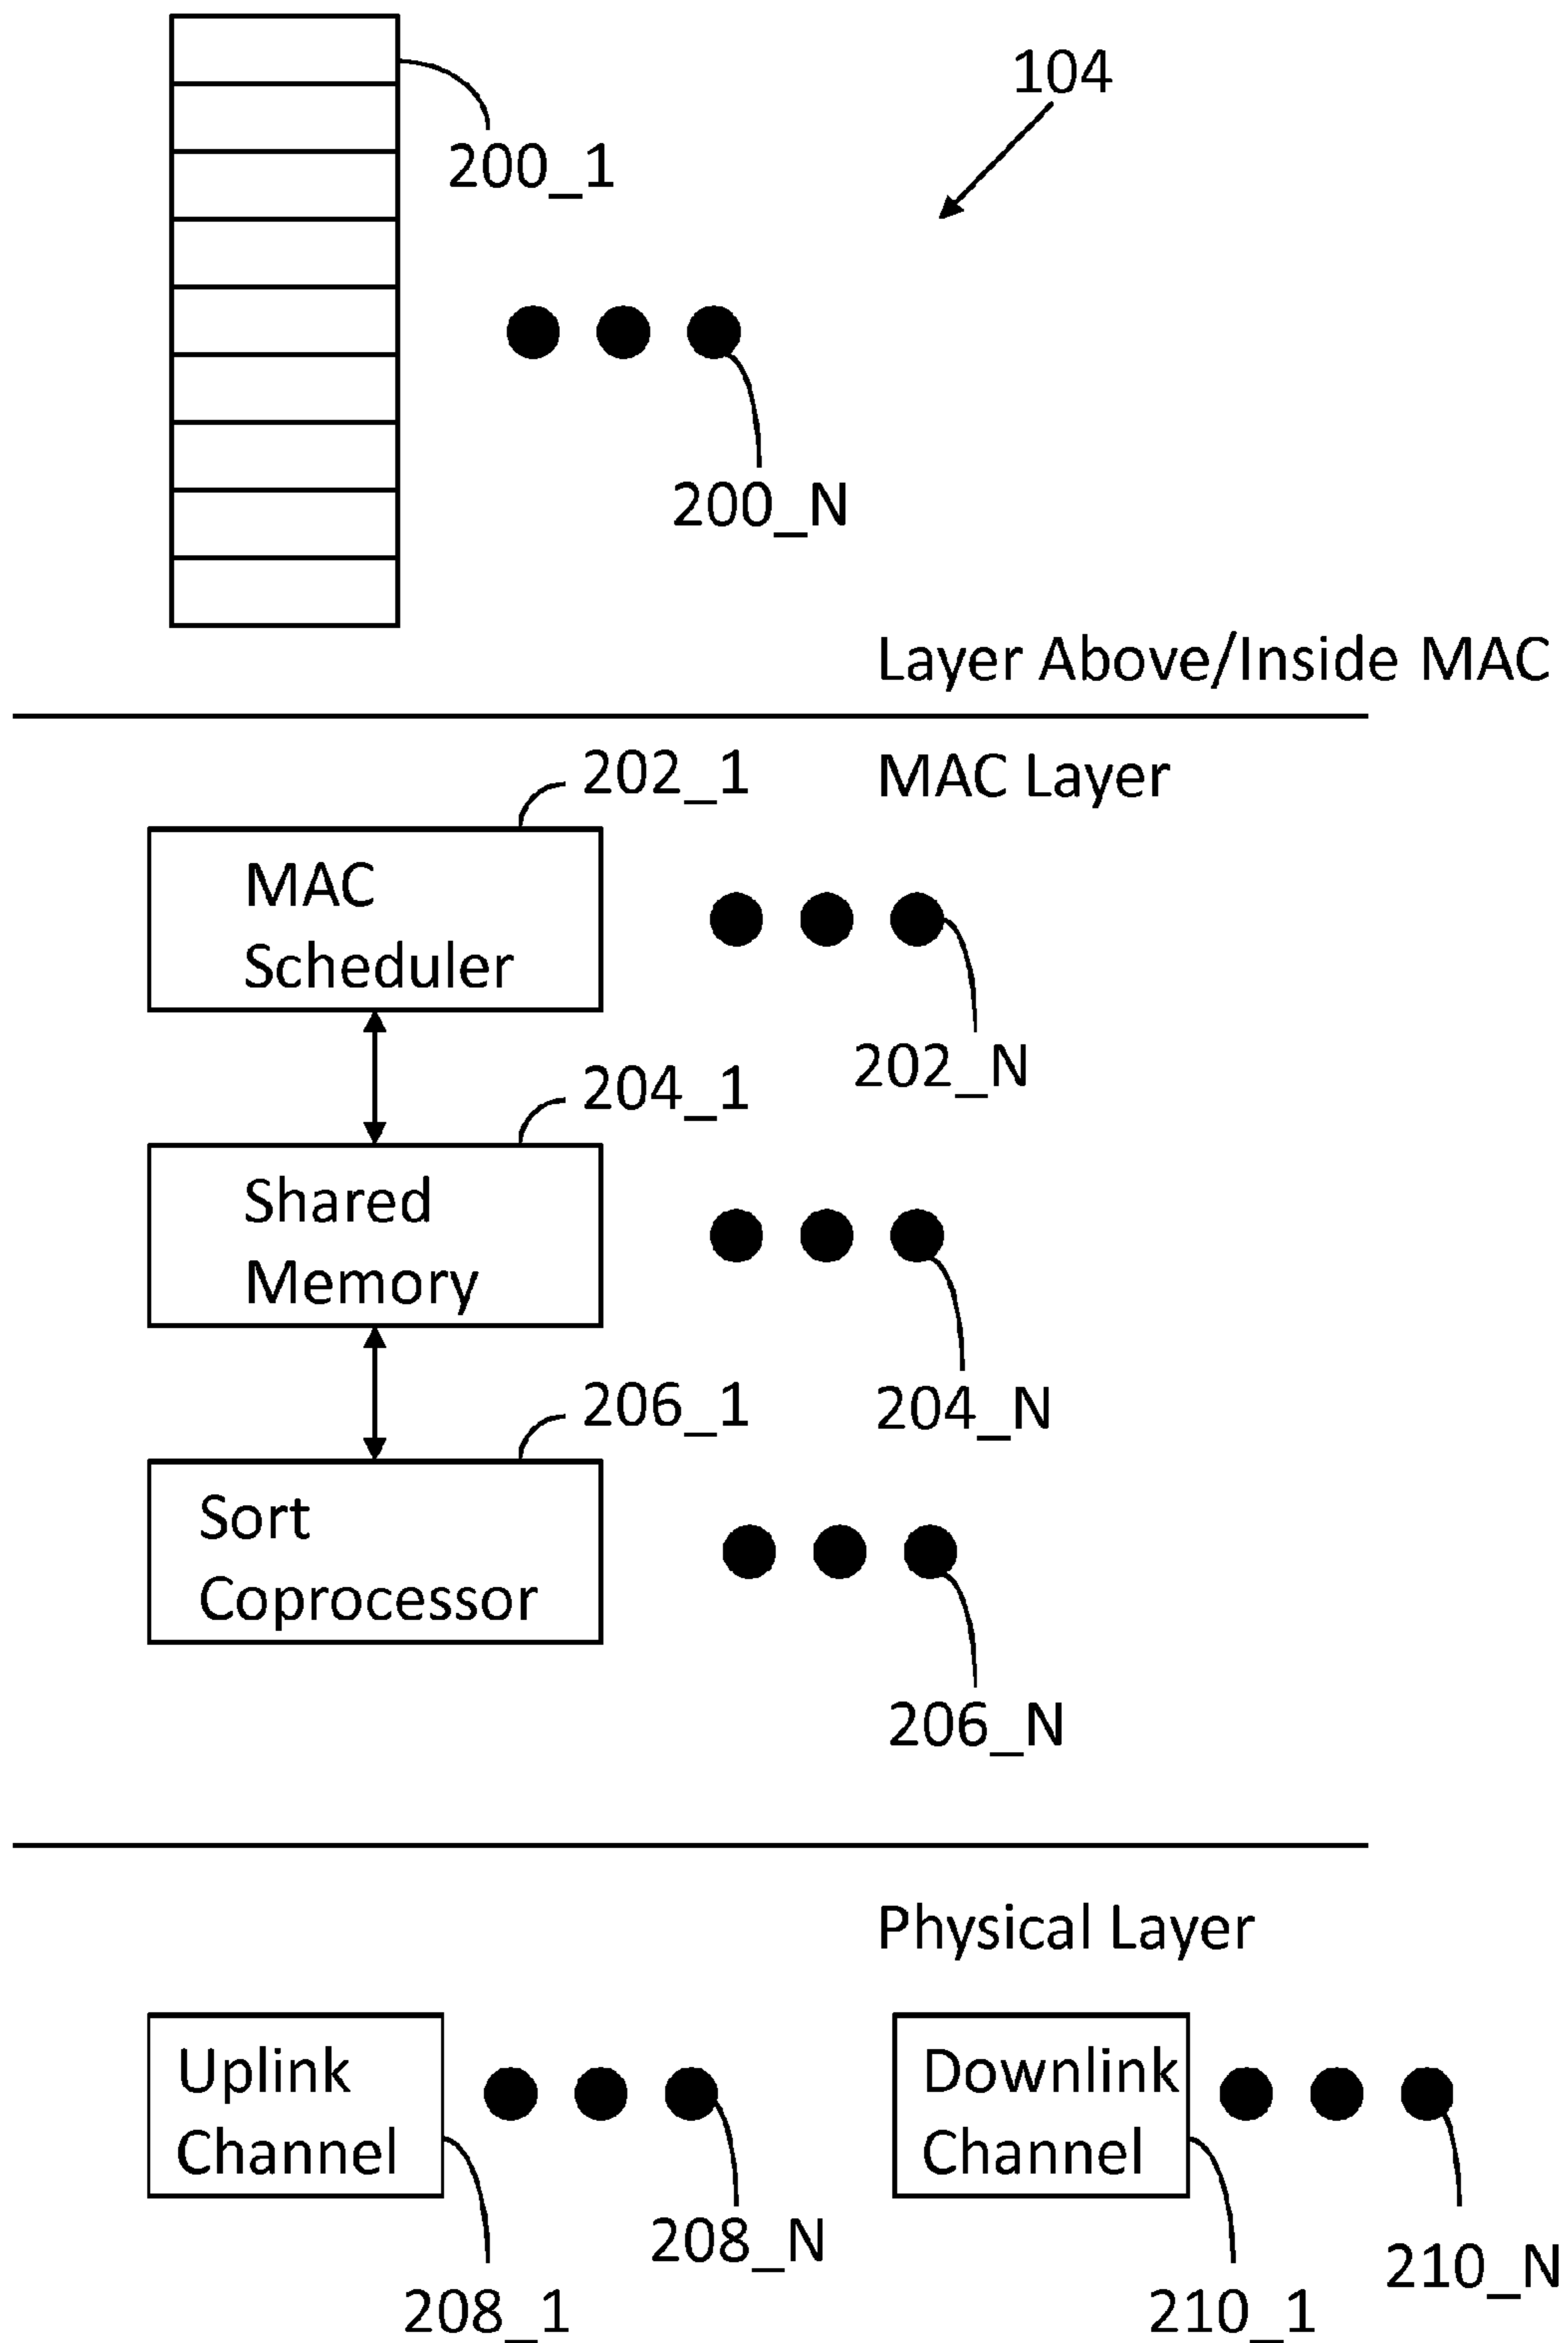 104
200_1
200_N
Layer Above/Inside MAC
MAC Layer
202_1
MAC
Scheduler
202_N
204_1
Shared
Memory
204_N
206_1
Sort
Coprocessor
206_N
Physical Layer
Uplink
Channel
208_N
208_1
Downlink
Channel
210_N
210_1